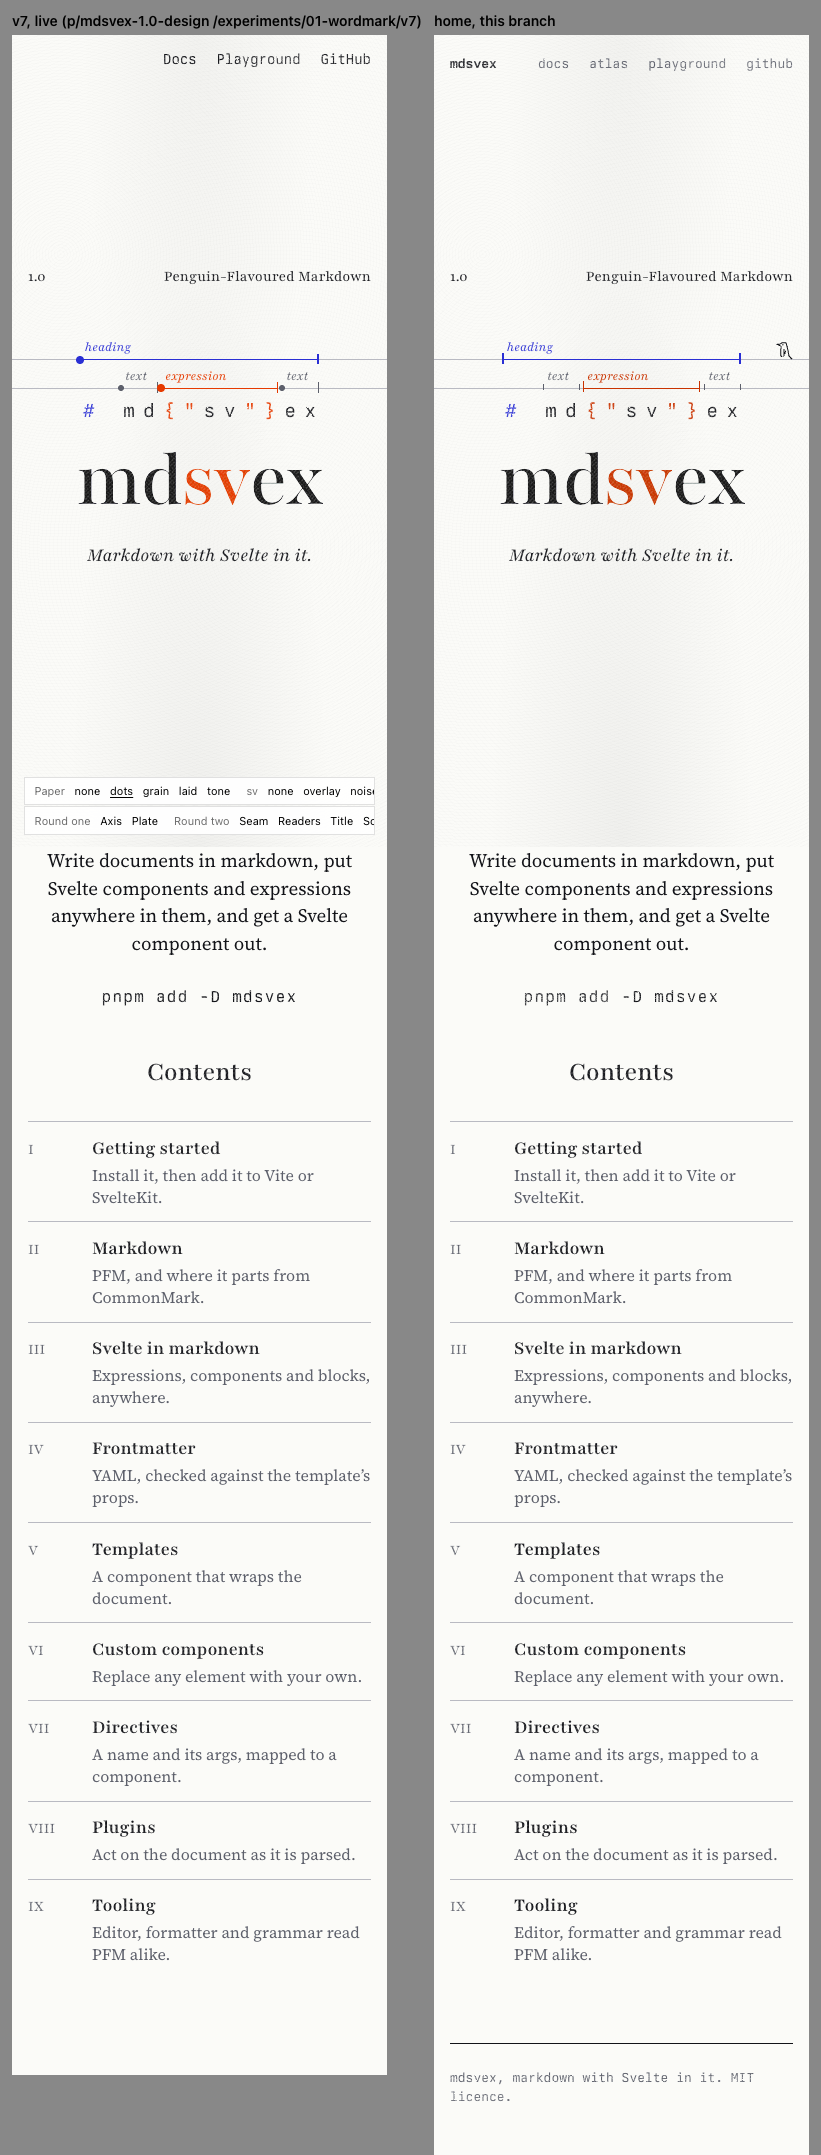 v7, live (p/mdsvex-1.0-design /experiments/01-wordmark/v7)
Docs Playground GitHub
1.0 Penguin-Flavoured Markdown
heading
text expression text
# md{"sv"}ex
mdsvex
Markdown with Svelte in it.
Paper none dots grain laid tone sv none overlay noise
Round one Axis Plate Round two Seam Readers Title
Write documents in markdown, put
Svelte components and expressions
anywhere in them, and get a Svelte
component out.
pnpm add -D mdsvex
Contents
I Getting started
Install it, then add it to Vite or
SvelteKit.
II Markdown
PFM, and where it parts from
CommonMark.
III Svelte in markdown
Expressions, components and blocks,
anywhere.
IV Frontmatter
YAML, checked against the template’s
props.
V Templates
A component that wraps the
document.
VI Custom components
Replace any element with your own.
VII Directives
A name and its args, mapped to a
component.
VIII Plugins
Act on the document as it is parsed.
IX Tooling
Editor, formatter and grammar read
PFM alike.
home, this branch
mdsvex docs atlas playground github
1.0 Penguin-Flavoured Markdown
heading
text expression text
# md{"sv"}ex
mdsvex
Markdown with Svelte in it.
Write documents in markdown, put
Svelte components and expressions
anywhere in them, and get a Svelte
component out.
pnpm add -D mdsvex
Contents
I Getting started
Install it, then add it to Vite or
SvelteKit.
II Markdown
PFM, and where it parts from
CommonMark.
III Svelte in markdown
Expressions, components and blocks,
anywhere.
IV Frontmatter
YAML, checked against the template’s
props.
V Templates
A component that wraps the
document.
VI Custom components
Replace any element with your own.
VII Directives
A name and its args, mapped to a
component.
VIII Plugins
Act on the document as it is parsed.
IX Tooling
Editor, formatter and grammar read
PFM alike.
mdsvex, markdown with Svelte in it. MIT
licence.